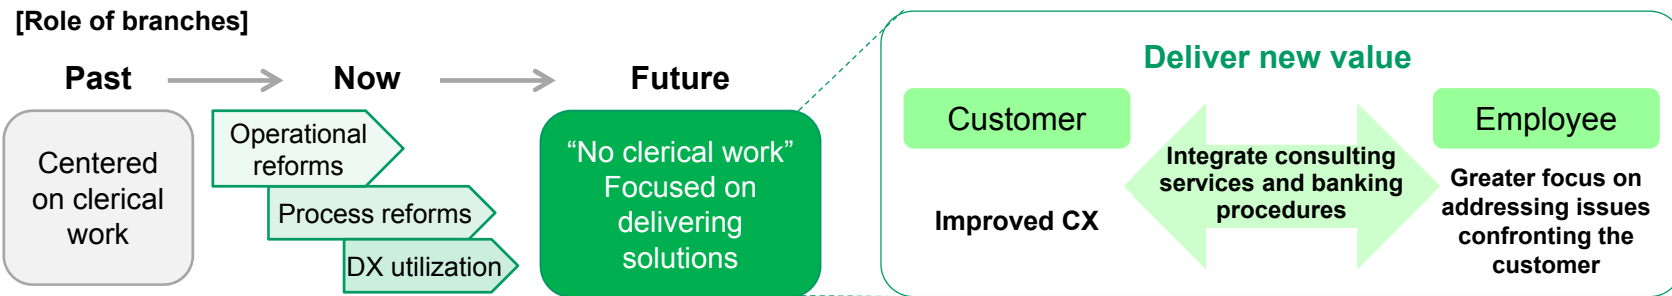 [Role of branches]
Past
Now
Future
Centered
on clerical
work
Operational
reforms
Process reforms
DX utilization
“No clerical work”
Focused on
delivering
solutions
Deliver new value
Customer
Improved CX
Integrate consulting
services and banking
procedures
Employee
Greater focus on
addressing issues
confronting the
customer